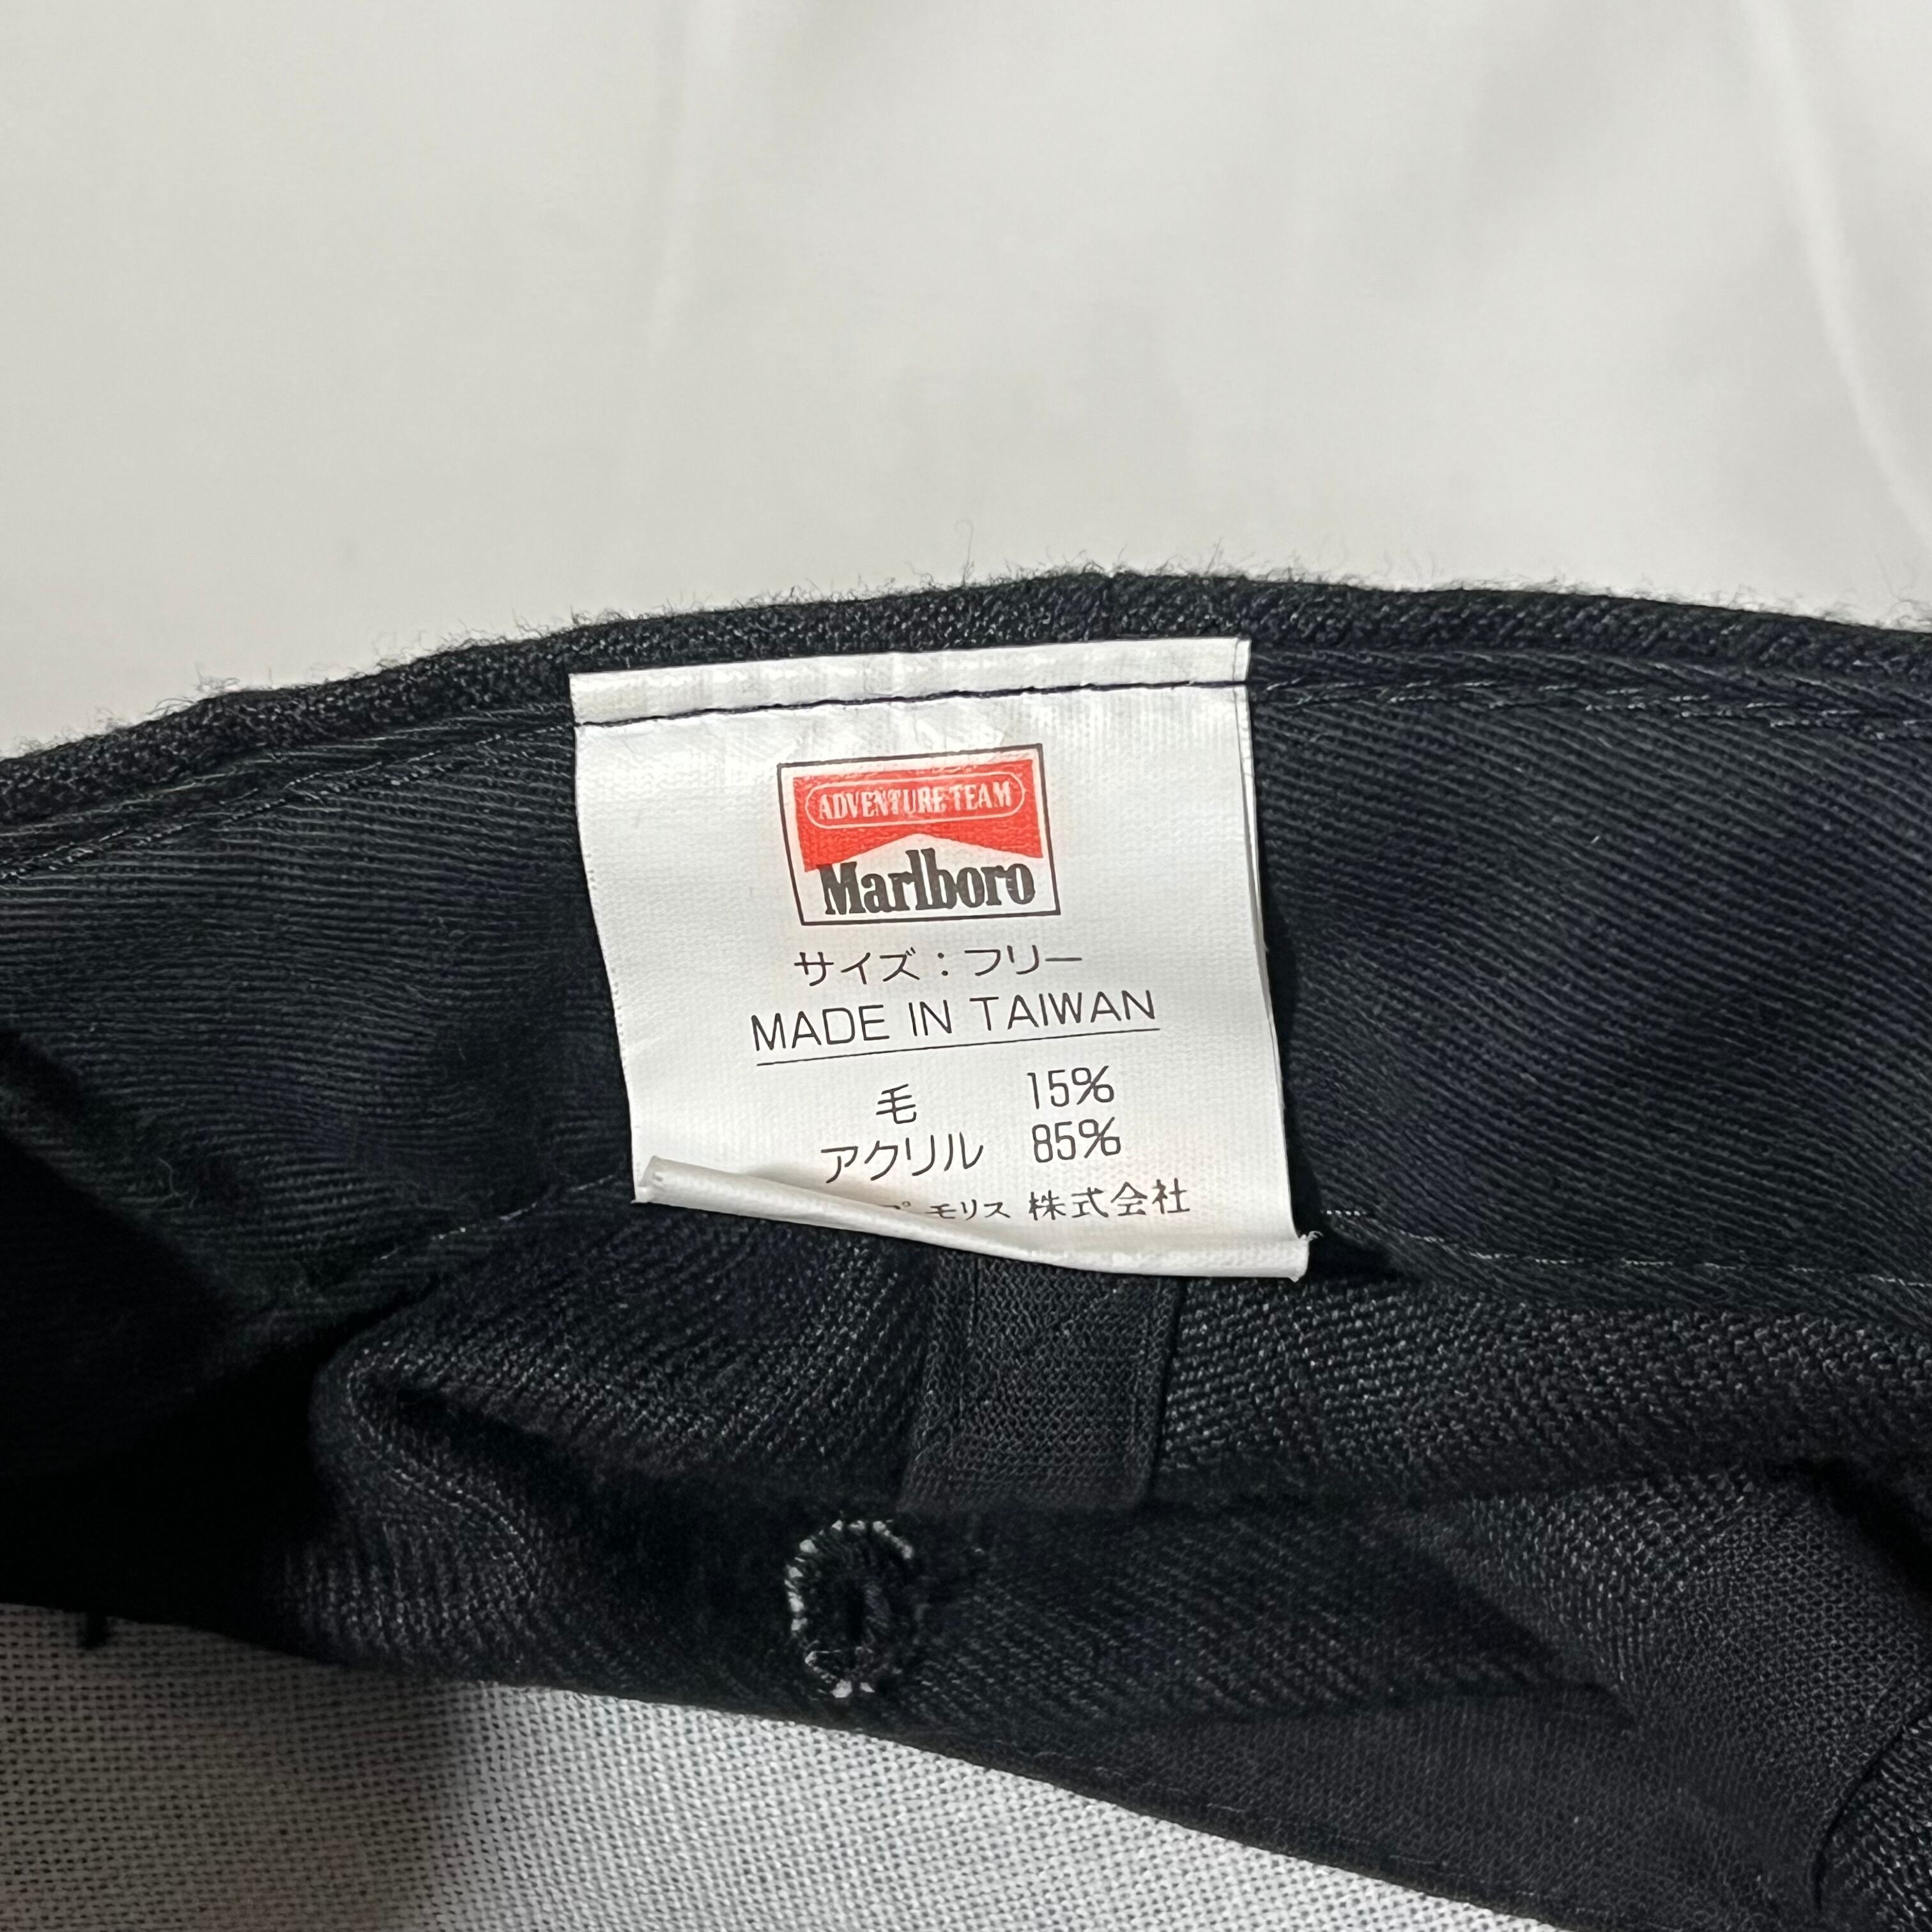 ADVENTURE TEAM
Marlboro
サイズ：フリー
MADE IN TAIWAN
毛 15%
アクリル 85%
モリス 株式会社